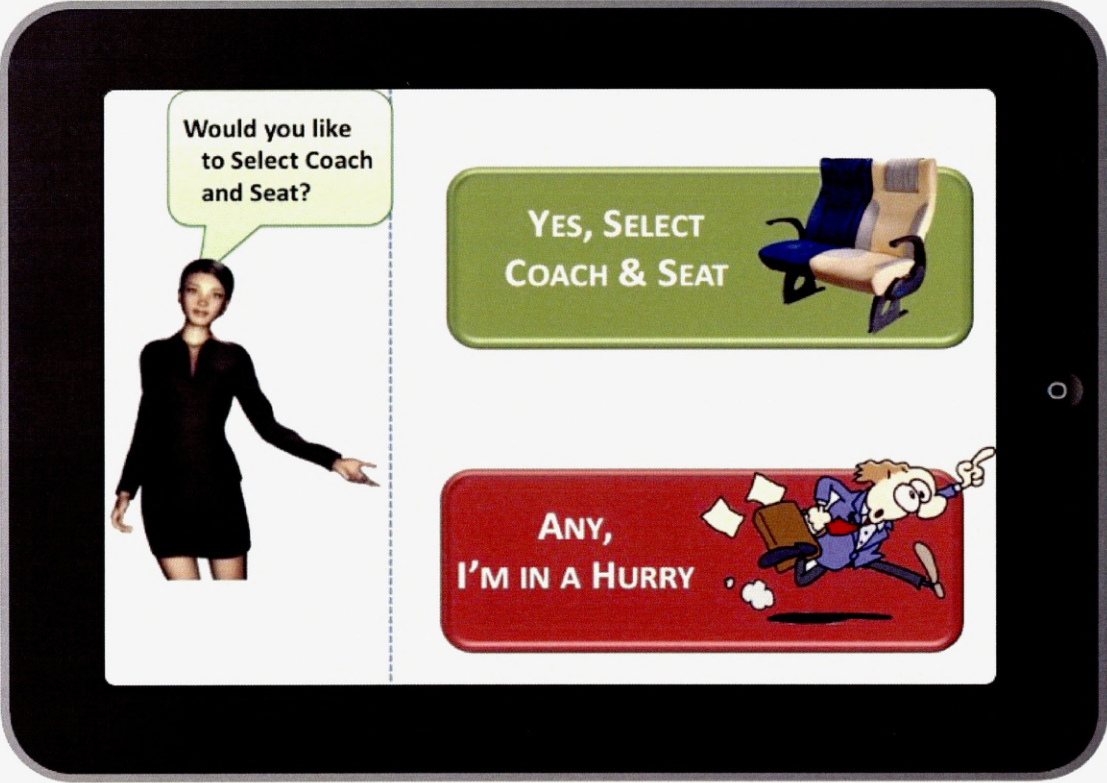 Would you like
to Select Coach
and Seat?
YES, SELECT
COACH & SEAT
ANY,
I'M IN A HURRY